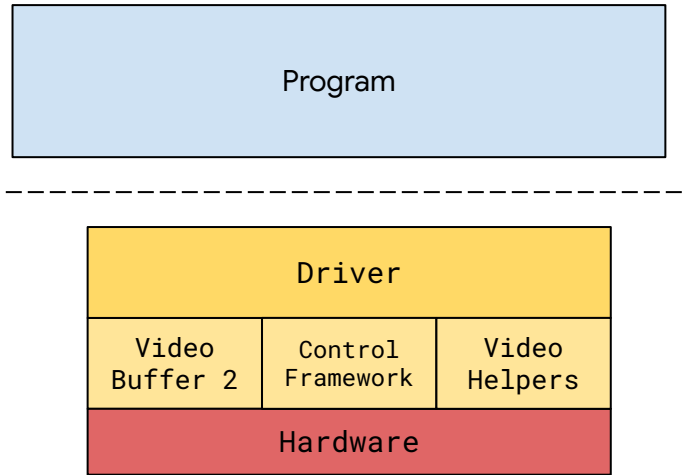 Program
Driver
Video
Buffer 2
Control
Framework
Video
Helpers
Hardware